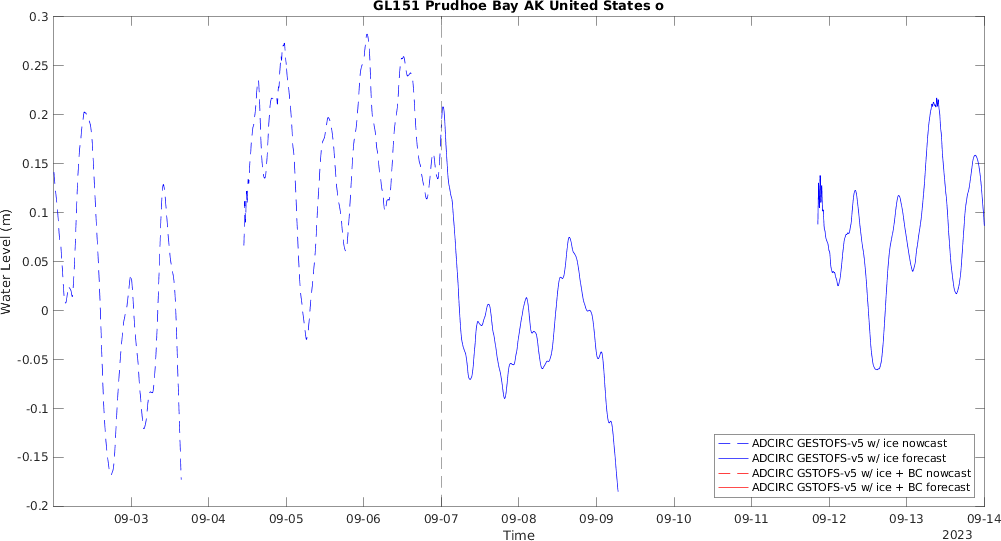 GL151 Prudhoe Bay AK United States o
0.3
0.25
0.2
0.15
0.1
0.05
0
-0.05
-0.1
-0.15
-0.2
Water Level (m)
ADCIRC GESTOFS-v5 w/ ice nowcast
ADCIRC GESTOFS-v5 w/ ice forecast
ADCIRC GSTOFS-v5 w/ ice + BC nowcast
ADCIRC GSTOFS-v5 w/ ice + BC forecast
09-03 09-04 09-05 09-06 09-07 09-08 09-09 09-10 09-11 09-12 09-13 09-14
Time
2023